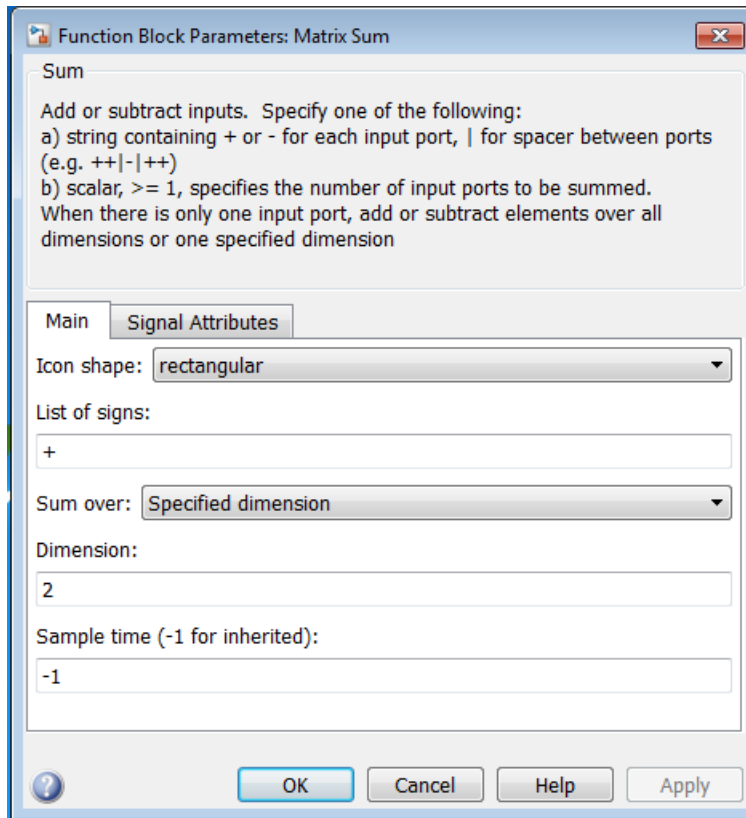 Function Block Parameters: Matrix Sum
Sum
Add or subtract inputs.  Specify one of the following:
a) string containing + or - for each input port, | for spacer between ports
(e.g. ++|-|++)
b) scalar, >= 1, specifies the number of input ports to be summed.
When there is only one input port, add or subtract elements over all
dimensions or one specified dimension
Main Signal Attributes
Icon shape: rectangular
List of signs:
+
Sum over: Specified dimension
Dimension:
2
Sample time (-1 for inherited):
-1
? OK Cancel Help Apply